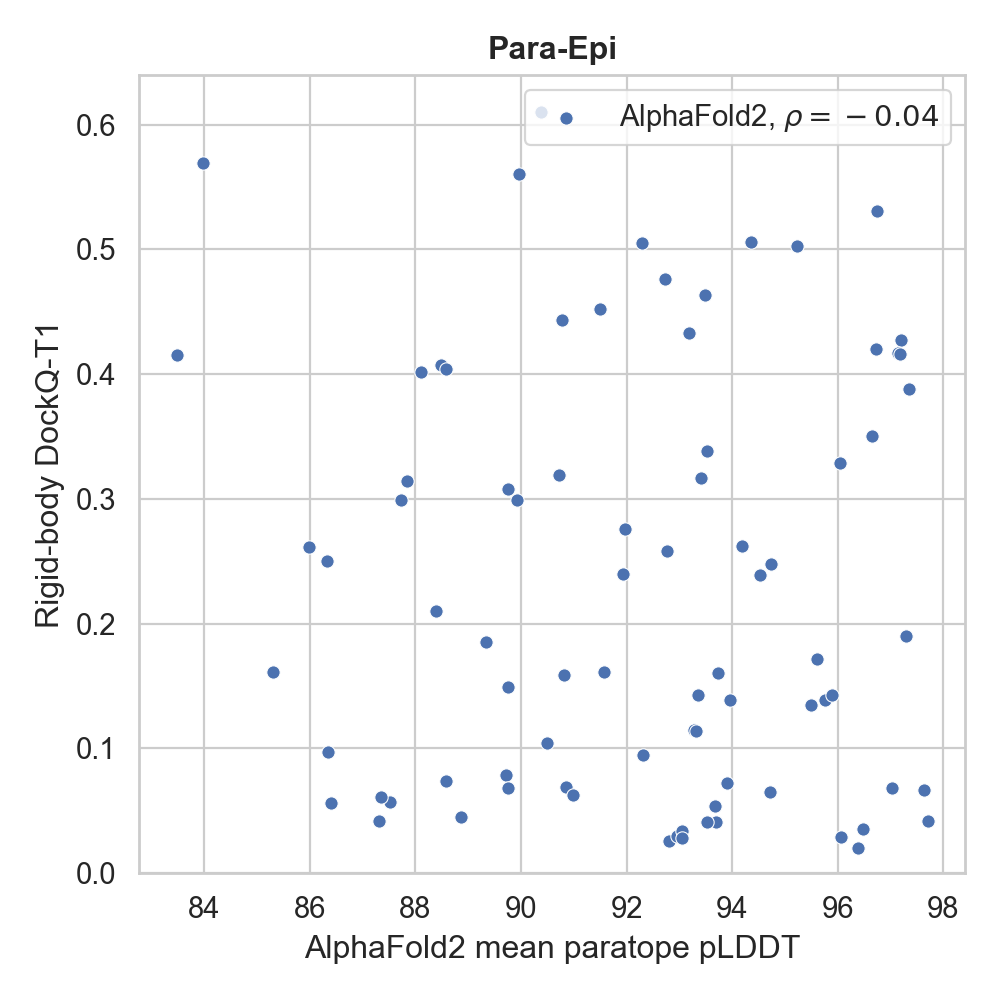 Para-Epi
AlphaFold2, ρ = −0.04
Rigid-body DockQ-T1
0.6
0.5
0.4
0.3
0.2
0.1
0.0
84 86 88 90 92 94 96 98
AlphaFold2 mean paratope pLDDT